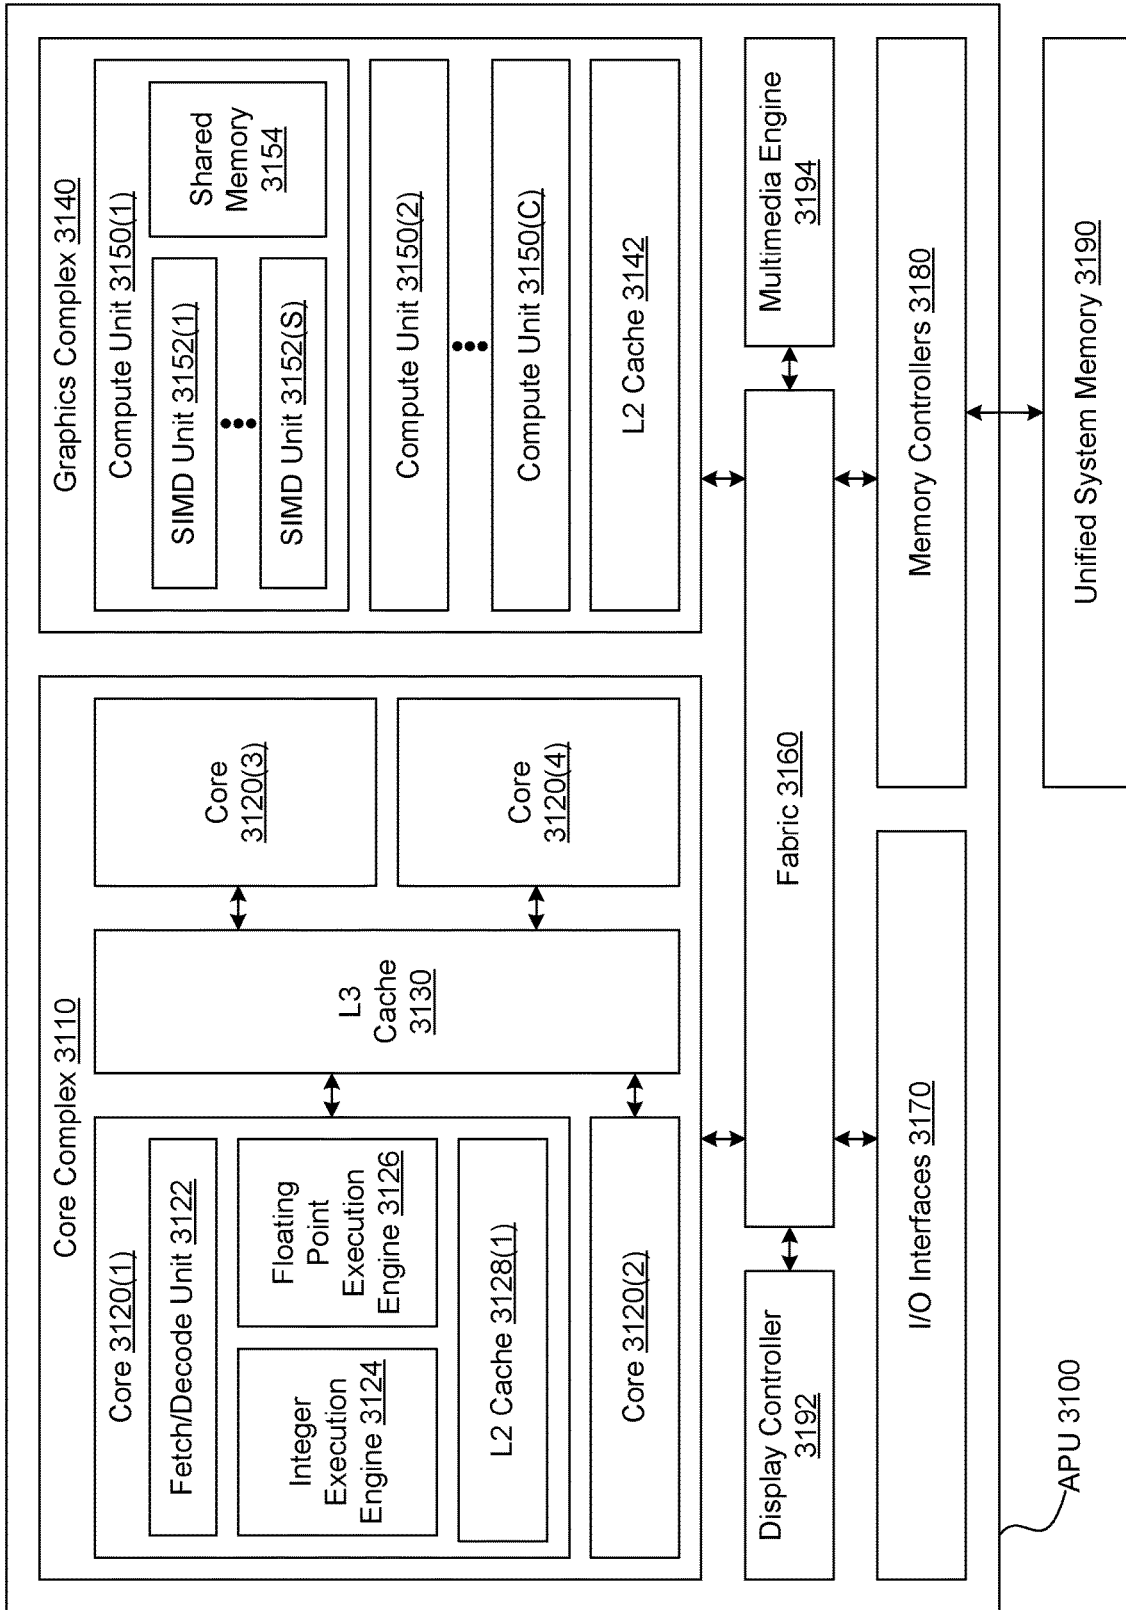 Core Complex 3110
Core 3120(1)
Fetch/Decode Unit 3122
Integer
Execution
Engine 3124
Floating
Point
Execution
Engine 3126
L2 Cache 3128(1)
Core 3120(2)
L3
Cache
3130
Core
3120(3)
Core
3120(4)
Graphics Complex 3140
Compute Unit 3150(1)
SIMD Unit 3152(1)
SIMD Unit 3152(S)
Shared
Memory
3154
Compute Unit 3150(2)
Compute Unit 3150(C)
L2 Cache 3142
Display Controller
3192
Fabric 3160
Multimedia Engine
3194
I/O Interfaces 3170
Memory Controllers 3180
APU 3100
Unified System Memory 3190